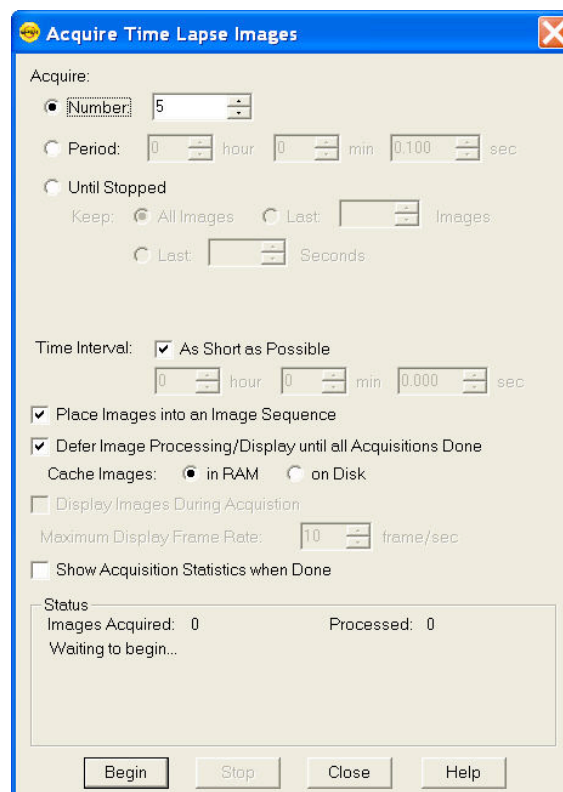 Acquire Time Lapse Images
Acquire:
Number: 5
Period: 0 hour 0 min 0.100 sec
Until Stopped
Keep: All Images Last: Images
Last: Seconds
Time Interval: As Short as Possible
0 hour 0 min 0.000 sec
Place Images into an Image Sequence
Defer Image Processing/Display until all Acquisitions Done
Cache Images: in RAM on Disk
Display Images During Acquistion
Maximum Display Frame Rate: 10 frame/sec
Show Acquisition Statistics when Done
Status
Images Acquired: 0 Processed: 0
Waiting to begin...
Begin Stop Close Help